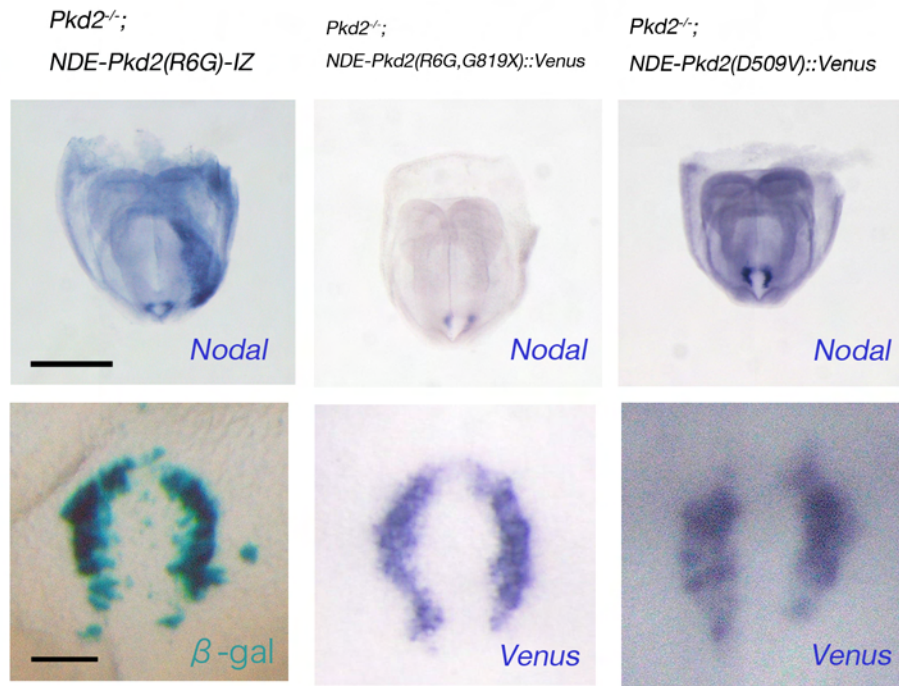 Pkd2-/-;
NDE-Pkd2(R6G)-IZ
Pkd2-/-;
NDE-Pkd2(R6G,G819X)::Venus
Pkd2-/-;
NDE-Pkd2(D509V)::Venus
Nodal
Nodal
Nodal
β-gal
Venus
Venus